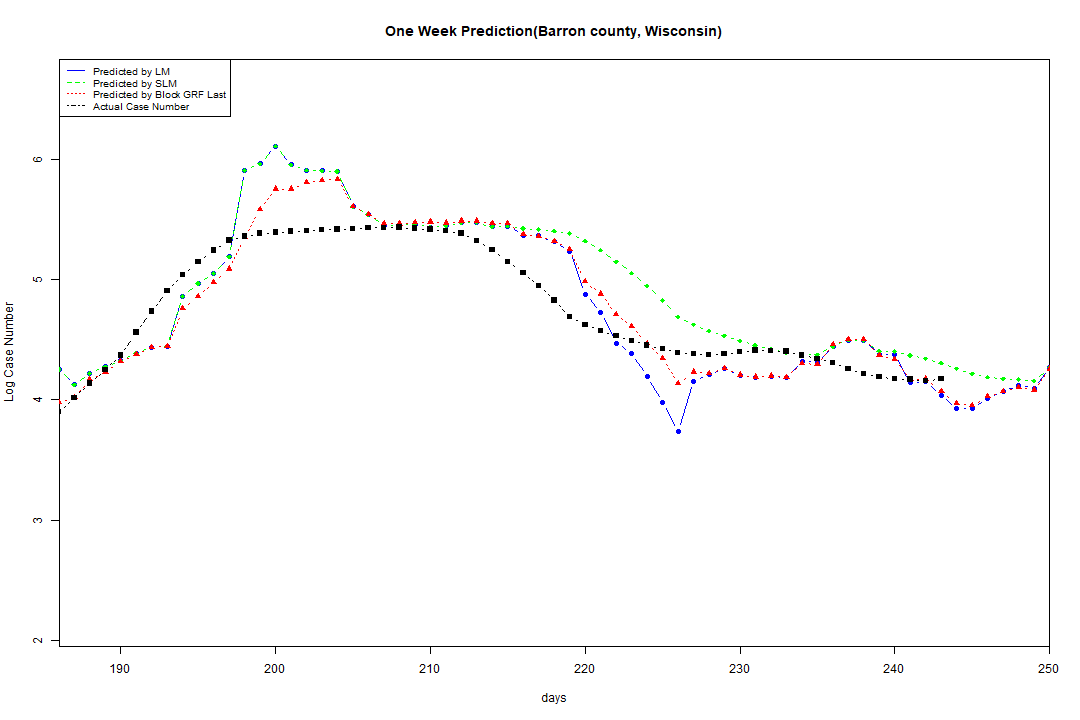 One Week Prediction(Barron county, Wisconsin)
Predicted by LM
Predicted by SLM
Predicted by Block GRF Last
Actual Case Number
Log Case Number
6
5
4
3
2
190 200 210 220 230 240 250
days